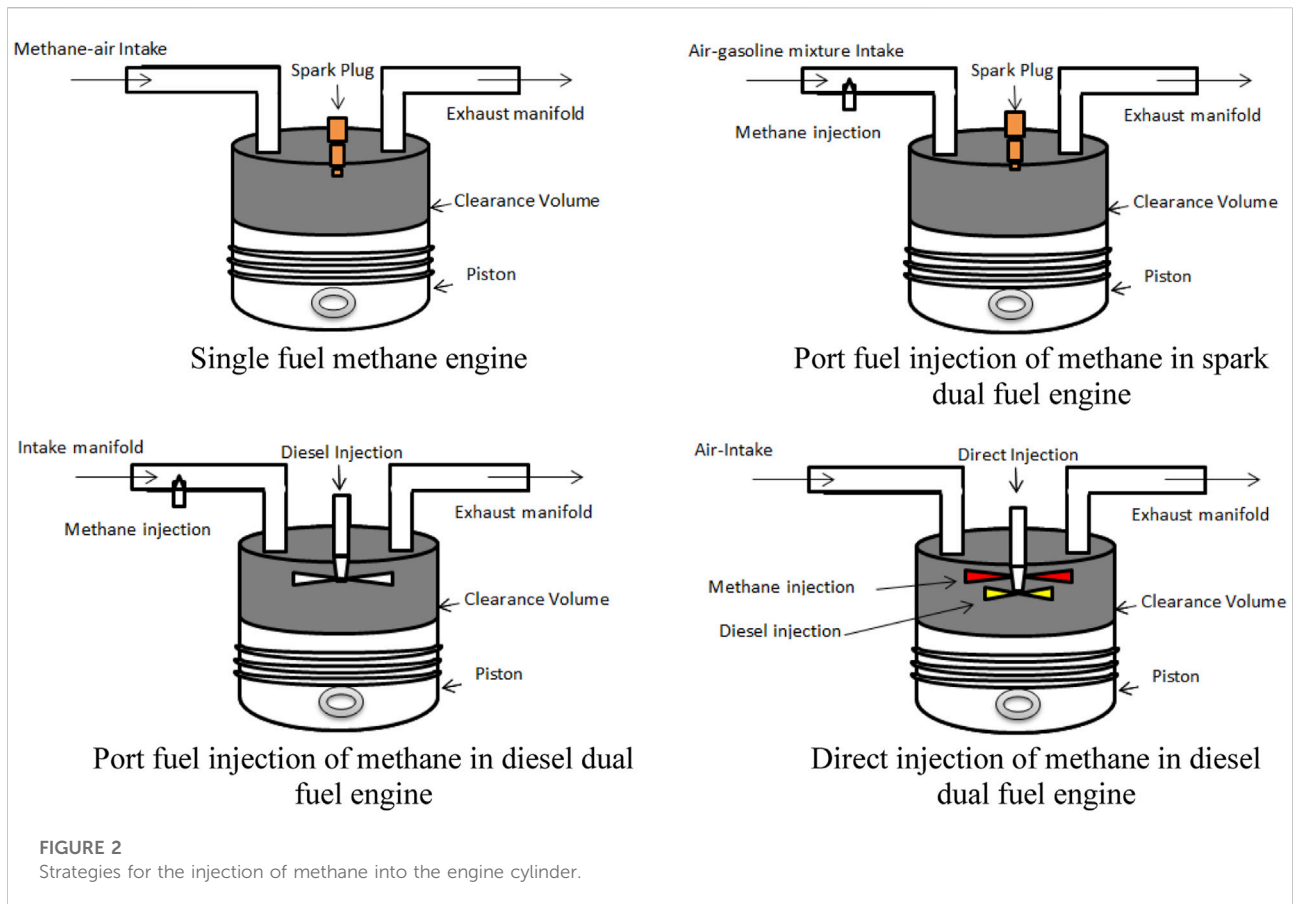 Methane-air Intake
Spark Plug
Exhaust manifold
Clearance Volume
Piston
Single fuel methane engine
Air-gasoline mixture Intake
Spark Plug
Methane injection
Exhaust manifold
Clearance Volume
Piston
Port fuel injection of methane in spark
dual fuel engine
Intake manifold
Diesel Injection
Methane injection
Exhaust manifold
Clearance Volume
Piston
Port fuel injection of methane in diesel dual
fuel engine
Air-Intake
Direct Injection
Exhaust manifold
Methane injection
Clearance Volume
Diesel injection
Piston
Direct injection of methane in diesel
dual fuel engine
FIGURE 2
Strategies for the injection of methane into the engine cylinder.